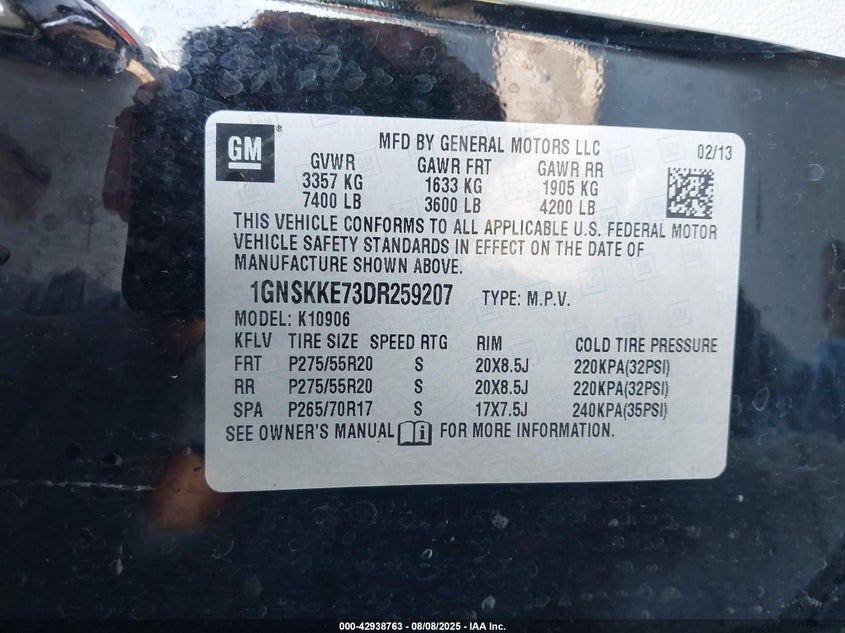 GM
MFD BY GENERAL MOTORS LLC 02/13
GVWR GAWR FRT GAWR RR
3357 KG 1633 KG 1905 KG
7400 LB 3600 LB 4200 LB
THIS VEHICLE CONFORMS TO ALL APPLICABLE U.S. FEDERAL MOTOR
VEHICLE SAFETY STANDARDS IN EFFECT ON THE DATE OF
MANUFACTURE SHOWN ABOVE.
1GNSKKE73DR259207 TYPE: M.P.V.
MODEL: K10906
KFLV TIRE SIZE SPEED RTG RIM COLD TIRE PRESSURE
FRT P275/55R20 S 20X8.5J 220KPA(32PSI)
RR P275/55R20 S 20X8.5J 220KPA(32PSI)
SPA P265/70R17 S 17X7.5J 240KPA(35PSI)
SEE OWNER'S MANUAL i FOR MORE INFORMATION.
000-42938763 - 08/08/2025 - IAA Inc.